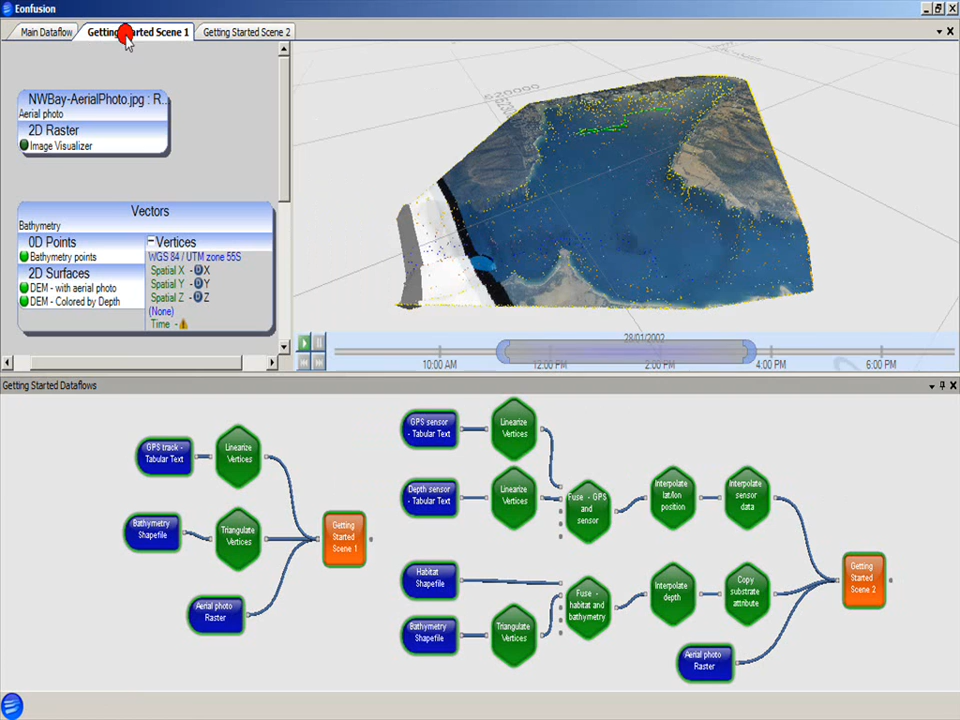 Eonfusion
Main Dataflow
Getting Started Scene 1
Getting Started Scene 2
NWBay-AerialPhoto.jpg : R...
Aerial photo
2D Raster
Image Visualizer
Vectors
Bathymetry
0D Points
Bathymetry points
2D Surfaces
DEM - with aerial photo
DEM - Colored by Depth
Vertices
WGS 84 / UTM zone 55S
Spatial X - X
Spatial Y - Y
Spatial Z - Z
(None)
Time -
28/01/2002
10:00 AM
12:00 PM
2:00 PM
4:00 PM
6:00 PM
Getting Started Dataflows
GPS track -
Tabular Text
Linearize
Vertices
Bathymetry
Shapefile
Triangulate
Vertices
Aerial photo
Raster
Getting
Started
Scene 1
GPS sensor
- Tabular Text
Linearize
Vertices
Depth sensor
- Tabular Text
Linearize
Vertices
Fuse - GPS
and
sensor
Interpolate
lat/lon
position
Interpolate
sensor
data
Habitat
Shapefile
Bathymetry
Shapefile
Triangulate
Vertices
Fuse -
habitat and
bathymetry
Interpolate
depth
Copy
substrate
attribute
Aerial photo
Raster
Getting
Started
Scene 2